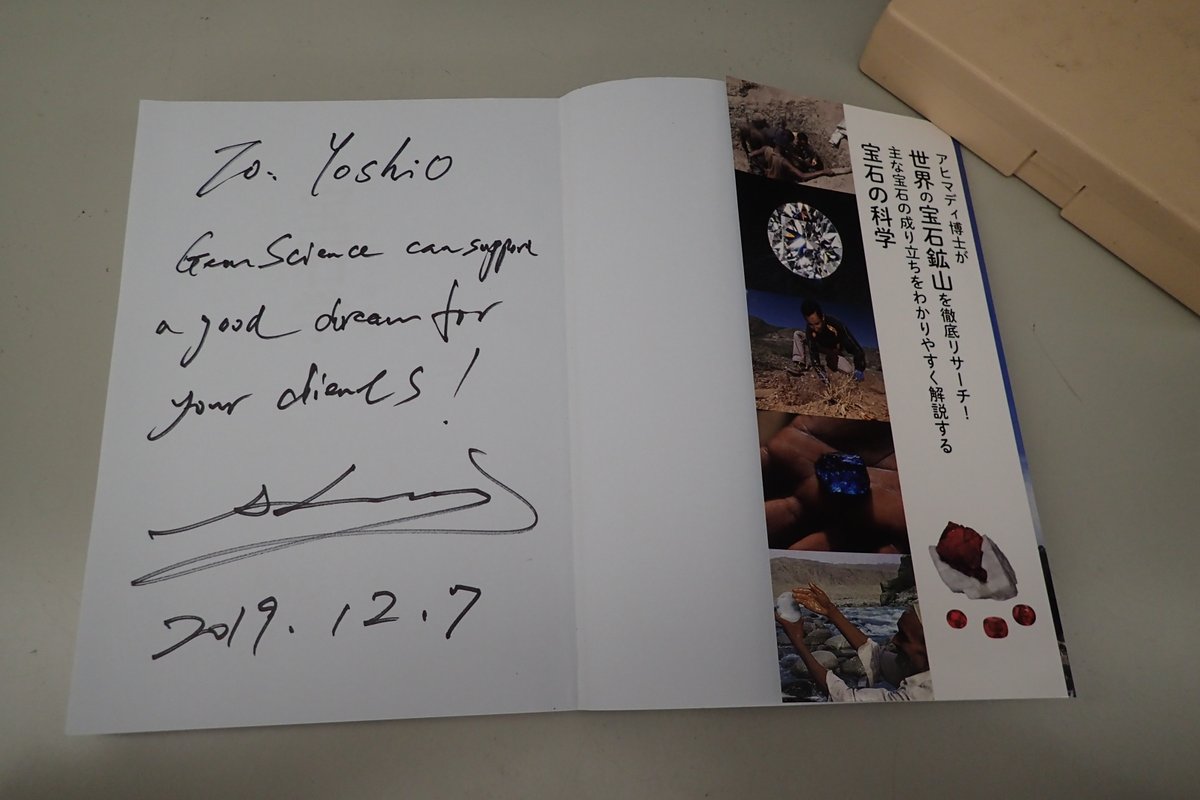 To. Yoshio
Gem Science can support
a good dream for
your clients!
2019. 12. 7
アヒマディ博士が
世界の宝石鉱山を徹底リサーチ!
主な宝石の成り立ちをわかりやすく解説する
宝石の科学